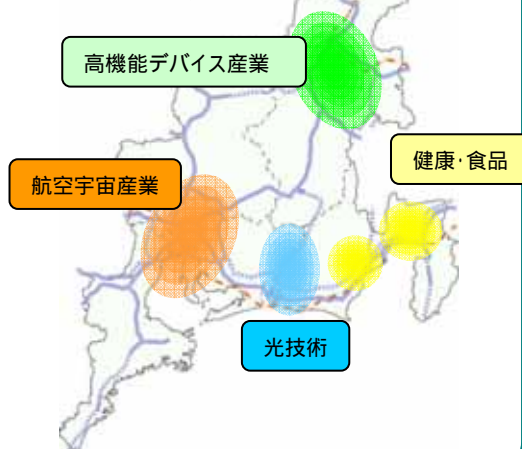 高機能デバイス産業
健康･食品
航空宇宙産業
光技術